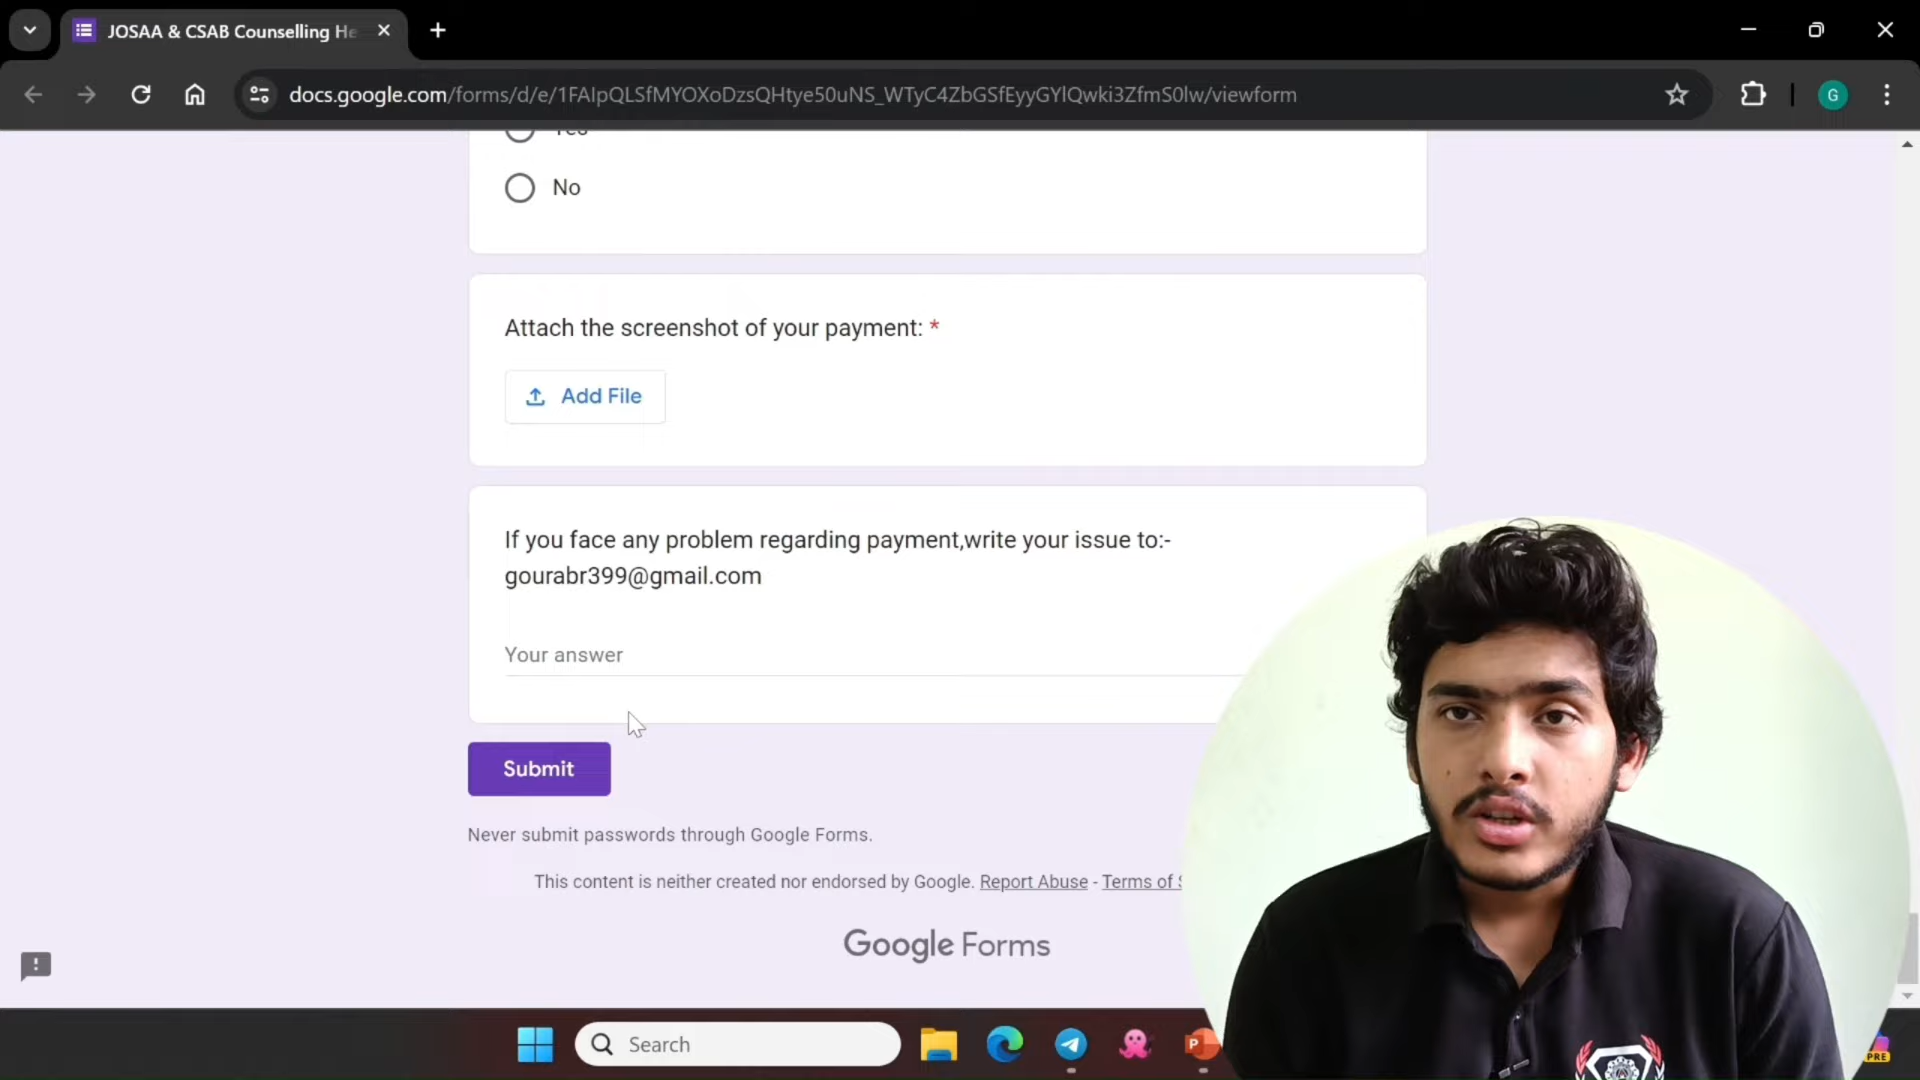 JOSAA & CSAB Counselling He
docs.google.com/forms/d/e/1FAIpQLSfMYOXoDzsQHtye50uNS_WTyC4ZbGSfEyyGYlQwki3ZfmS0lw/viewform
G
Yes
No
Attach the screenshot of your payment: *
Add File
If you face any problem regarding payment,write your issue to:-
gourabr399@gmail.com
Your answer
Submit
Never submit passwords through Google Forms.
This content is neither created nor endorsed by Google. Report Abuse - Terms of S
Google Forms
Search
P
PRE